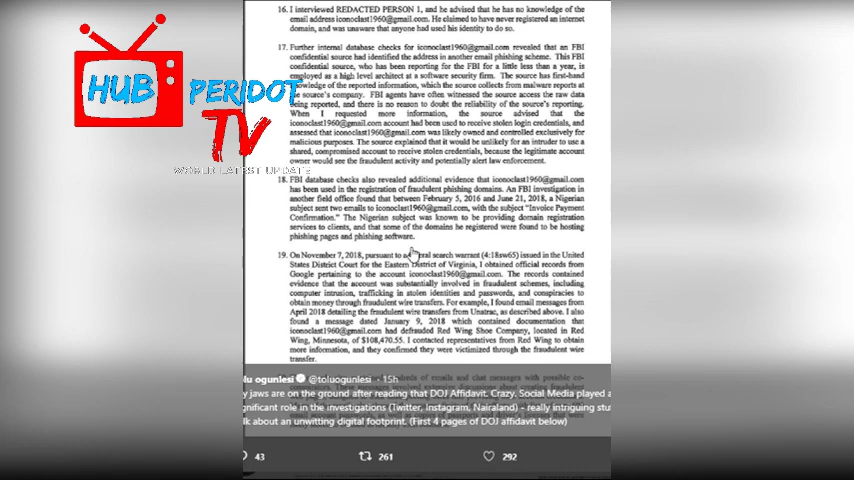 16. I interviewed REDACTED PERSON 1, and he advised that he has no knowledge of the
email address iconoclast1960@gmail.com. He claimed to have never registered an internet
domain, and was unaware that anyone had used his identity to do so.
17. Further internal database checks for iconoclast1960@gmail.com revealed that an FBI
confidential source had identified the address in another email phishing scheme. This FBI
confidential source, who has been reporting for the FBI for a little less than a year, is
employed as a high level architect at a software security firm. The source has first-hand
knowledge of the reported information, which the source collects from malware reports at
the source's company. FBI agents have often witnessed the source access the raw data
being reported, and there is no reason to doubt the reliability of the source's reporting.
When I requested more information, the source advised that the
iconoclast1960@gmail.com account had been used to receive stolen login credentials, and
assessed that iconoclast1960@gmail.com was likely owned and controlled exclusively for
malicious purposes. The source explained that it would be unlikely for an intruder to use a
shared, compromised account to receive stolen credentials, because the legitimate account
owner would see the fraudulent activity and potentially alert law enforcement.
18. FBI database checks also revealed additional evidence that iconoclast1960@gmail.com
has been used in the registration of fraudulent phishing domains. An FBI investigation in
another field office found that between February 5, 2016 and June 21, 2018, a Nigerian
subject sent two emails to iconoclast1960@gmail.com, with the subject "Invoice Payment
Confirmation." The Nigerian subject was known to be providing domain registration
services to clients, and that some of the domains he registered were found to be hosting
phishing pages and phishing software.
19. On November 7, 2018, pursuant to a eral search warrant (4:18sw65) issued in the United
States District Court for the Eastern District of Virginia, I obtained official records from
Google pertaining to the account iconoclast1960@gmail.com. The records contained
evidence that the account was substantially involved in fraudulent schemes, including
computer intrusion, trafficking in stolen identities and passwords, and conspiracies to
obtain money through fraudulent wire transfers. For example, I found email messages from
April 2018 detailing the fraudulent wire transfers from Unatrac, as described above. I also
found a message dated January 9, 2018 which contained documentation that
iconoclast1960@gmail.com had defrauded Red Wing Shoe Company, located in Red
Wing, Minnesota, of $108,470.55. I contacted representatives from Red Wing to obtain
more information, and they confirmed they were victimized through the fraudulent wire
transfer.
HUB
PERIDOT
TV
WORLD LATEST UPDATE
lu ogunlesi @toluogunlesi · 15h
y jaws are on the ground after reading that DOJ Affidavit. Crazy. Social Media played a
gnificant role in the investigations (Twitter, Instagram, Nairaland) – really intriguing stu
lk about an unwitting digital footprint. (First 4 pages of DOJ affidavit below)
43 261 292